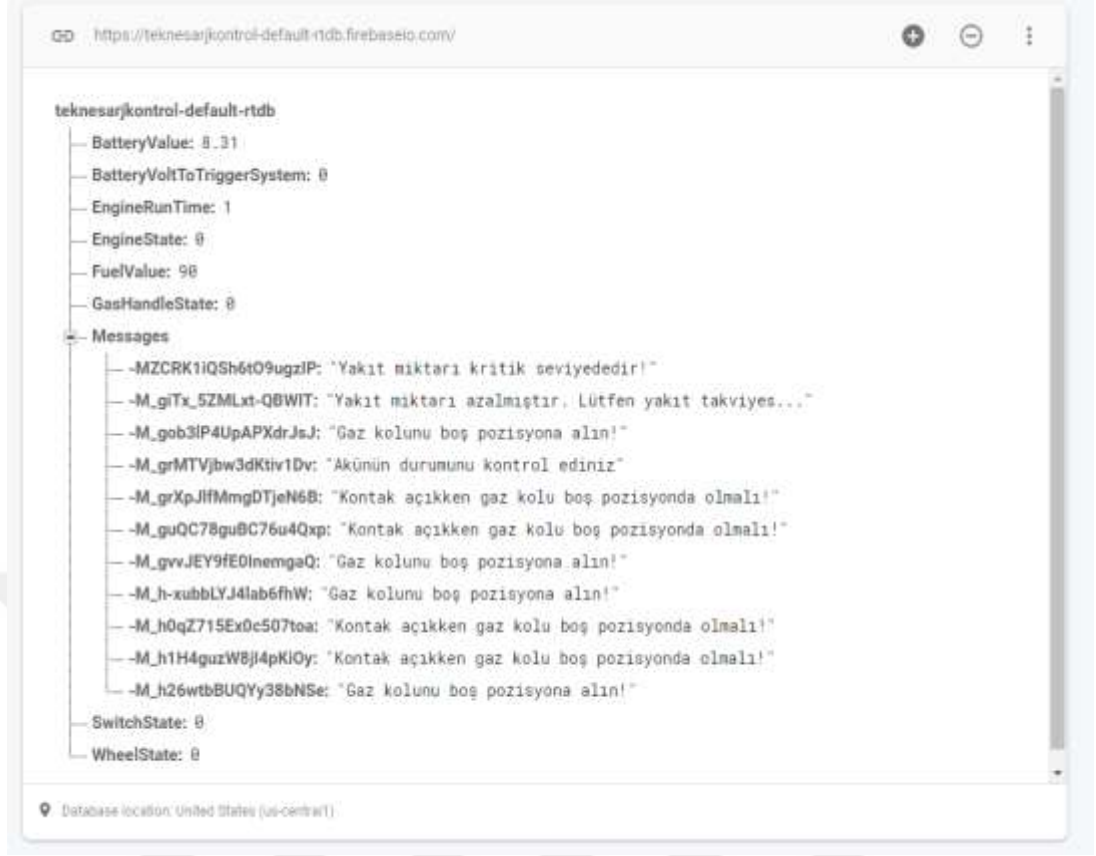 https://teknesarjkontrol-default-rtdb.firebaseio.com/
teknesarjkontrol-default-rtdb
BatteryValue: 8.31
BatteryVoltToTriggerSystem: 0
EngineRunTime: 1
EngineState: 0
FuelValue: 90
GasHandleState: 0
Messages
-MZCRK1iQSh6tO9ugzIP: "Yakıt miktarı kritik seviyededir!"
-M_giTx_5ZMLxt-QBWIT: "Yakıt miktarı azalmıştır. Lütfen yakıt takviyes..."
-M_gob3lP4UpAPXdrJsJ: "Gaz kolunu boş pozisyona alın!"
-M_grMTVjbw3dKtiv1Dv: "Akünün durumunu kontrol ediniz"
-M_grXpJlfMmgDTjeN6B: "Kontak açıkken gaz kolu boş pozisyonda olmalı!"
-M_guQC78guBC76u4Qxp: "Kontak açıkken gaz kolu boş pozisyonda olmalı!"
-M_gvvJEY9fE0InemgaQ: "Gaz kolunu boş pozisyona alın!"
-M_h-xubbLYJ4lab6fhW: "Gaz kolunu boş pozisyona alın!"
-M_h0qZ715Ex0c507toa: "Kontak açıkken gaz kolu boş pozisyonda olmalı!"
-M_h1H4guzW8jI4pKiOy: "Kontak açıkken gaz kolu boş pozisyonda olmalı!"
-M_h26wtbBUQYy38bNSe: "Gaz kolunu boş pozisyona alın!"
SwitchState: 0
WheelState: 0
Database location: United States (us-central1)